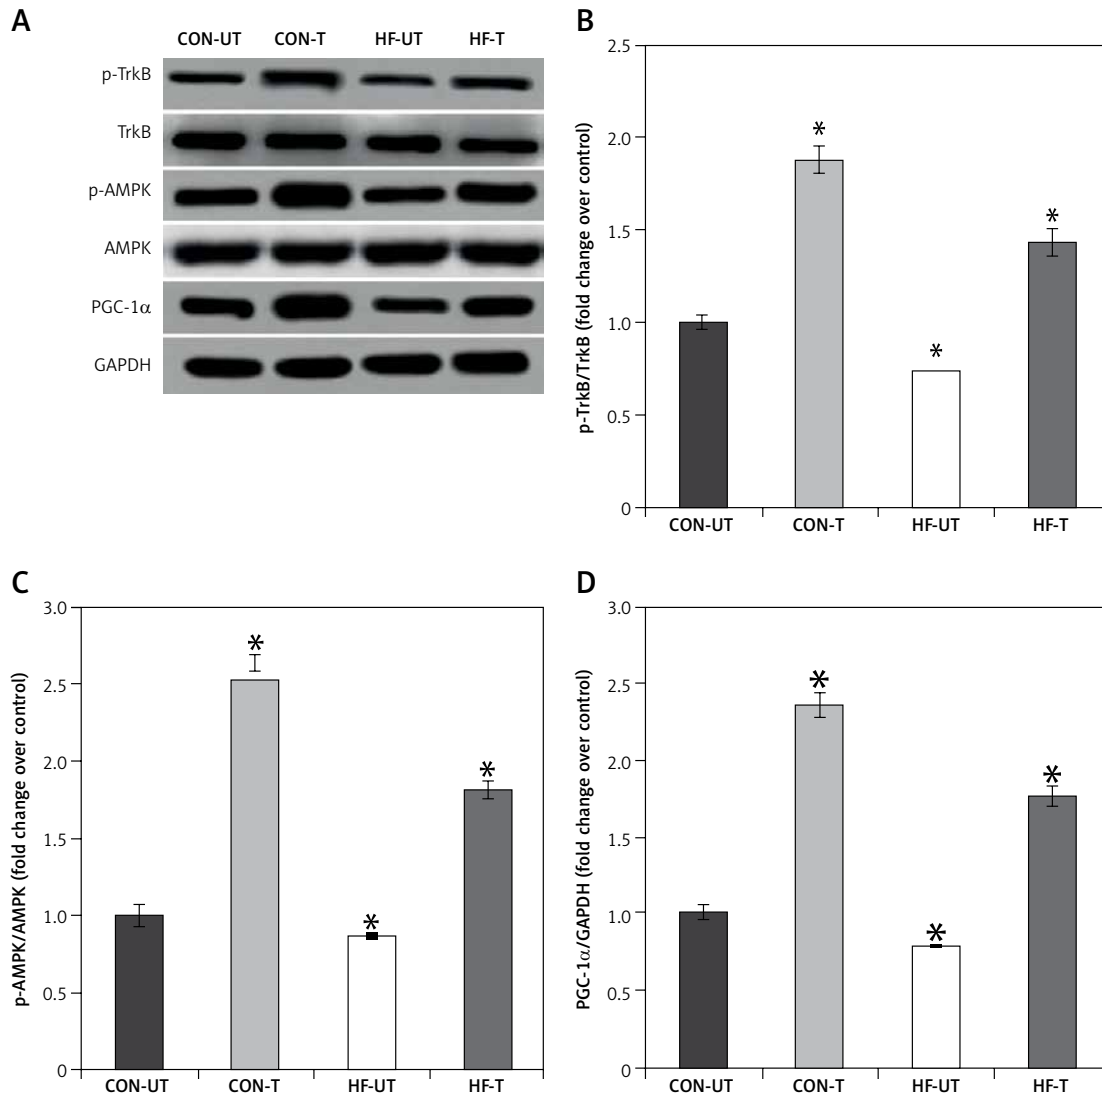 A
CON-UT CON-T HF-UT HF-T
p-TrkB
TrkB
p-AMPK
AMPK
PGC-1α
GAPDH
B
p-TrkB/TrkB (fold change over control)
2.5
2.0
1.5
1.0
0.5
0
*
*
*
CON-UT CON-T HF-UT HF-T
C
p-AMPK/AMPK (fold change over control)
3.0
2.5
2.0
1.5
1.0
0.5
0
*
*
*
CON-UT CON-T HF-UT HF-T
D
PGC-1α/GAPDH (fold change over control)
3.0
2.5
2.0
1.5
1.0
0.5
0
*
*
*
CON-UT CON-T HF-UT HF-T